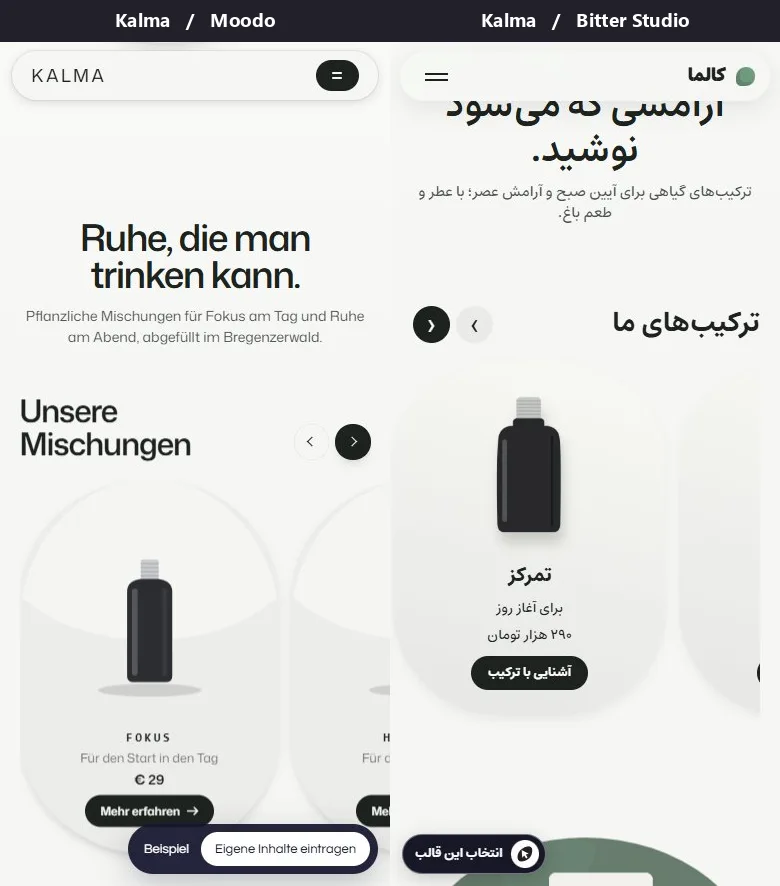 Kalma / Moodo
KALMA
Ruhe, die man
trinken kann.
Pflanzliche Mischungen für Fokus am Tag und Ruhe
am Abend, abgefüllt im Bregenzerwald.
Unsere
Mischungen
FOKUS
Für den Start in den Tag
€ 29
Mehr erfahren →
H
Für d
Me
Beispiel
Eigene Inhalte eintragen
Kalma / Bitter Studio
کالما
آرامشی که می‌شود
نوشید.
ترکیب‌های گیاهی برای آیین صبح و آرامش عصر؛ با عطر و
طعم باغ.
ترکیب‌های ما
تمرکز
برای آغاز روز
۲۹۰ هزار تومان
آشنایی با ترکیب
انتخاب این قالب